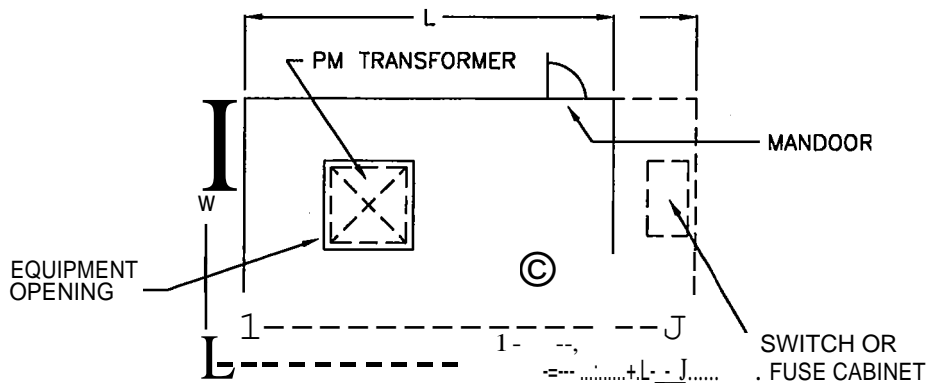 L
PM TRANSFORMER
MANDOOR
W
EQUIPMENT
OPENING
©
SWITCH OR
FUSE CABINET